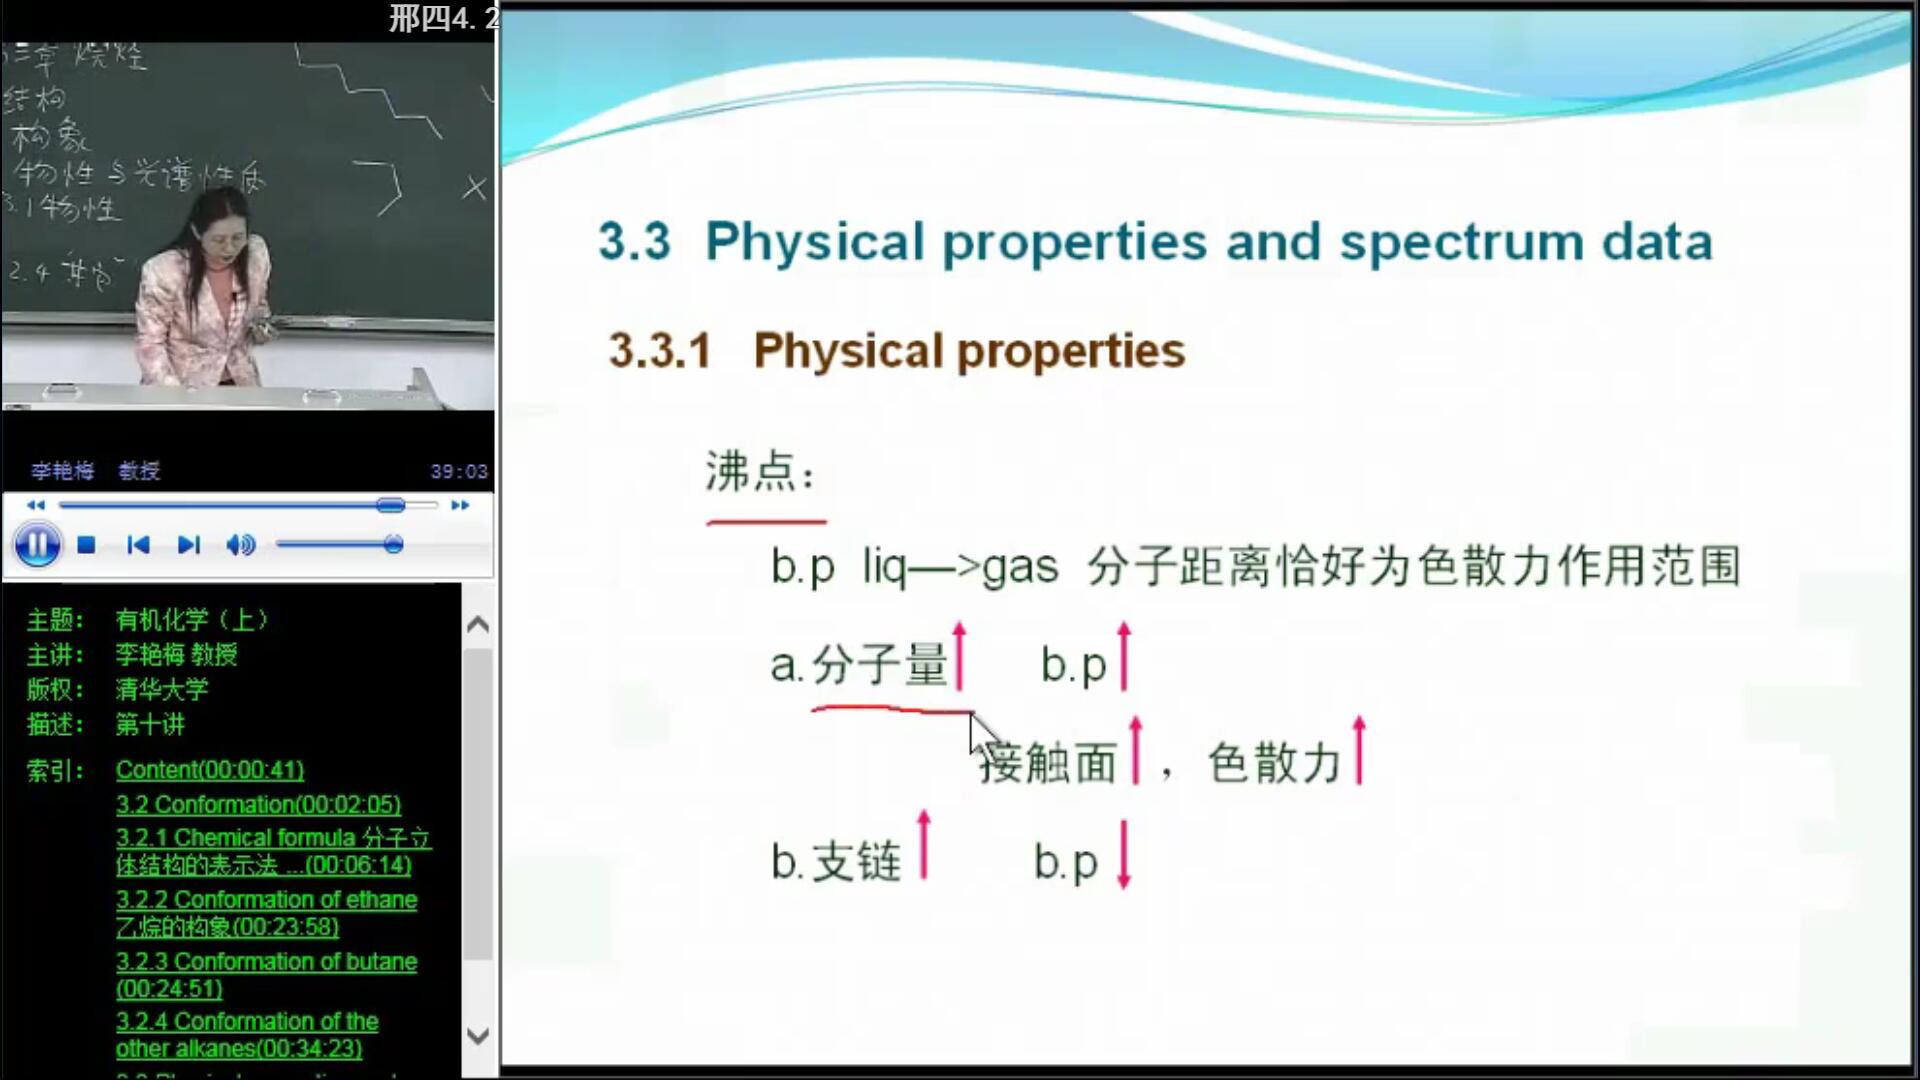 邢四4.2
三章 烷烃
结构
构象
物性与光谱性质
3.1物性
2.4
李艳梅 教授 39:03
主题： 有机化学（上）
主讲： 李艳梅 教授
版权： 清华大学
描述： 第十讲
索引： Content(00:00:41)
3.2 Conformation(00:02:05)
3.2.1 Chemical formula 分子立
体结构的表示法 ...(00:06:14)
3.2.2 Conformation of ethane
乙烷的构象(00:23:58)
3.2.3 Conformation of butane
(00:24:51)
3.2.4 Conformation of the
other alkanes(00:34:23)
3.3 Physical properties and spectrum data
3.3.1 Physical properties
沸点：
b.p liq—>gas 分子距离恰好为色散力作用范围
a.分子量↑ b.p↑
接触面↑，色散力↑
b.支链↑ b.p↓